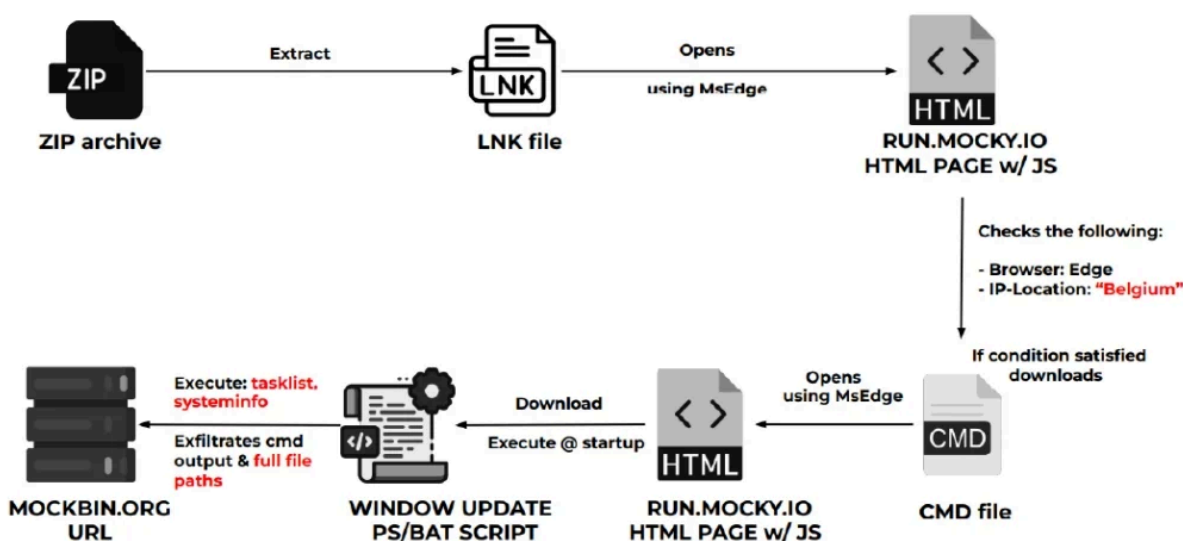 ZIP
ZIP archive
Extract
LNK
LNK file
Opens
using MsEdge
HTML
RUN.MOCKY.IO
HTML PAGE w/ JS
Checks the following:
- Browser: Edge
- IP-Location: “Belgium”
If condition satisfied
downloads
CMD
CMD file
Opens
using MsEdge
HTML
RUN.MOCKY.IO
HTML PAGE w/ JS
Download
Execute @ startup
</>
WINDOW UPDATE
PS/BAT SCRIPT
Execute: tasklist,
systeminfo
Exfiltrates cmd
output & full file
paths
MOCKBIN.ORG
URL